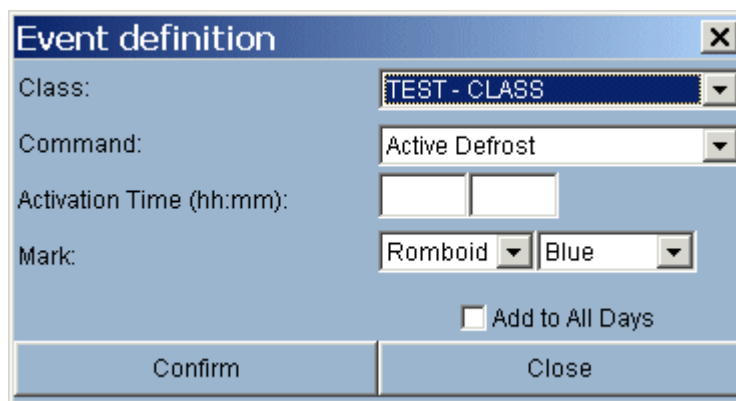 Event definition
Class: TEST - CLASS
Command: Active Defrost
Activation Time (hh:mm):
Mark: Romboid Blue
Add to All Days
Confirm Close